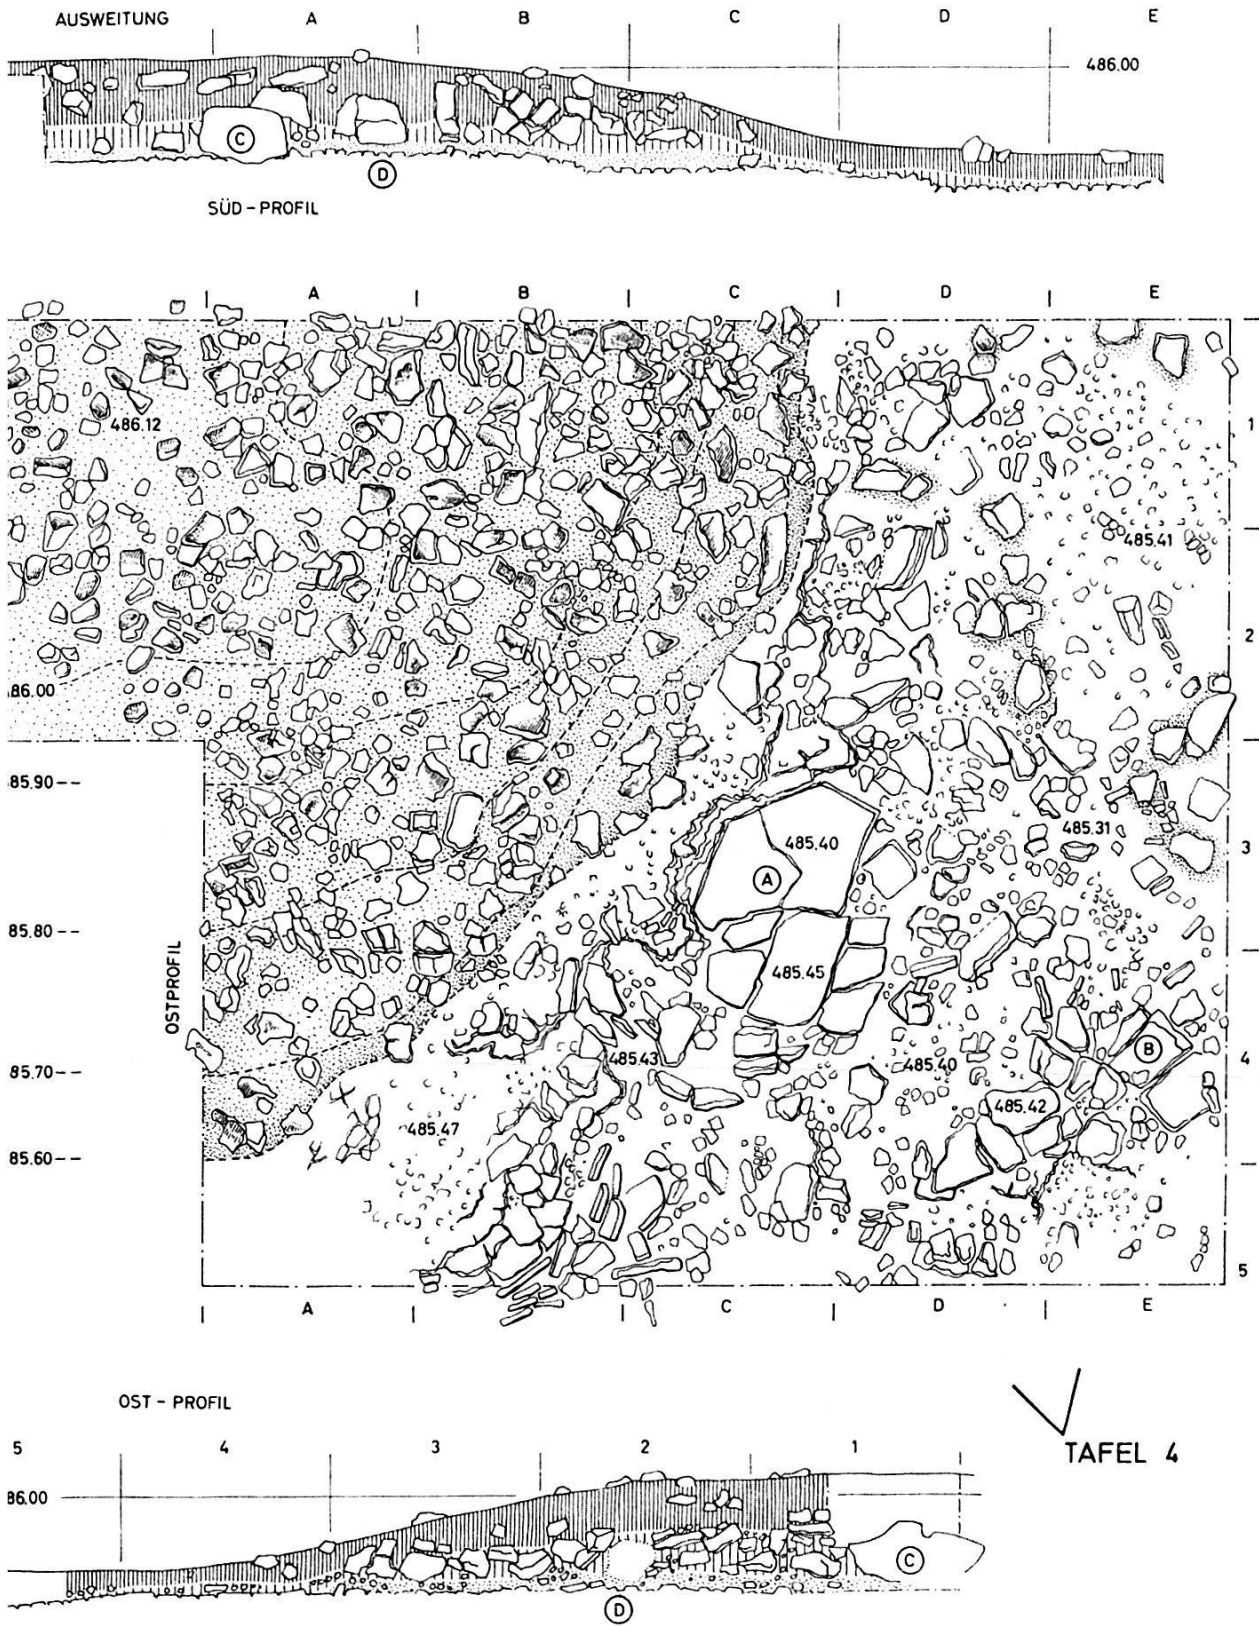 AUSWEITUNG A B C D E
486.00
C
D
SÜD - PROFIL
A B C D E
486.12
1
485.41
2
86.00
85.90
485.40
485.31
A
3
85.80
485.45
OSTPROFIL
485.43
485.40
B
4
85.70
485.42
485.47
85.60
5
A C D E
OST - PROFIL
5 4 3 2 1
TAFEL 4
86.00
C
D